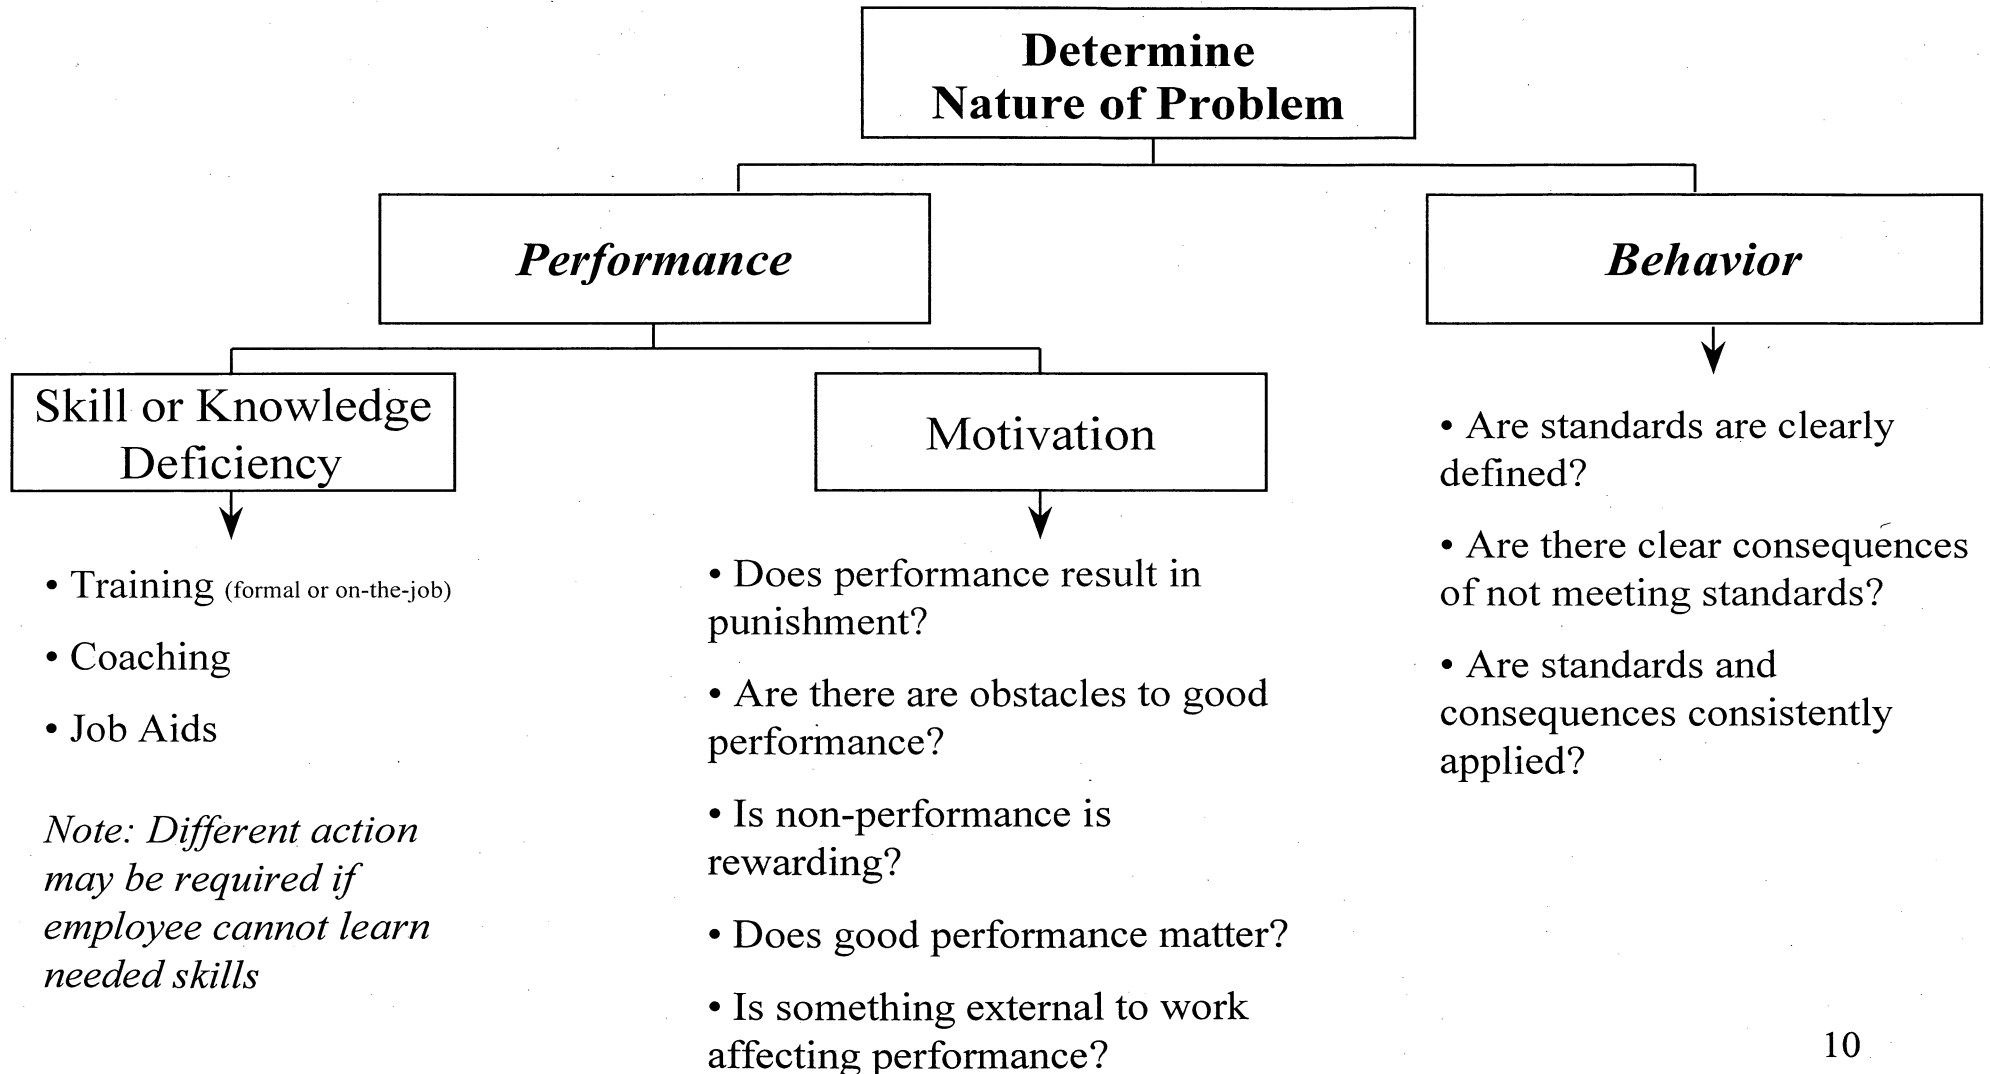 Determine
Nature of Problem
Performance
Behavior
Skill or Knowledge
Deficiency
• Training (formal or on-the-job)
• Coaching
• Job Aids
Note: Different action
may be required if
employee cannot learn
needed skills
Motivation
• Does performance result in
punishment?
• Are there are obstacles to good
performance?
• Is non-performance is
rewarding?
• Does good performance matter?
• Is something external to work
affecting performance?
• Are standards are clearly
defined?
• Are there clear consequences
of not meeting standards?
• Are standards and
consequences consistently
applied?
10